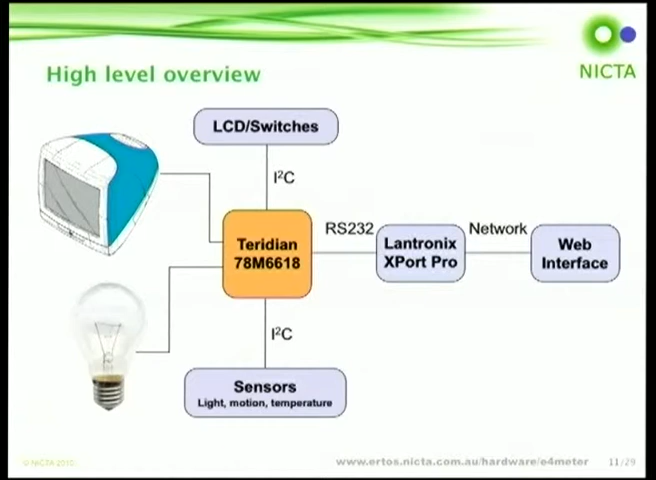 NICTA
High level overview
LCD/Switches
I²C
Teridian
78M6618
RS232
Lantronix
XPort Pro
Network
Web
Interface
I²C
Sensors
Light, motion, temperature
© NICTA 2010
www.ertos.nicta.com.au/hardware/e4meter
11/29